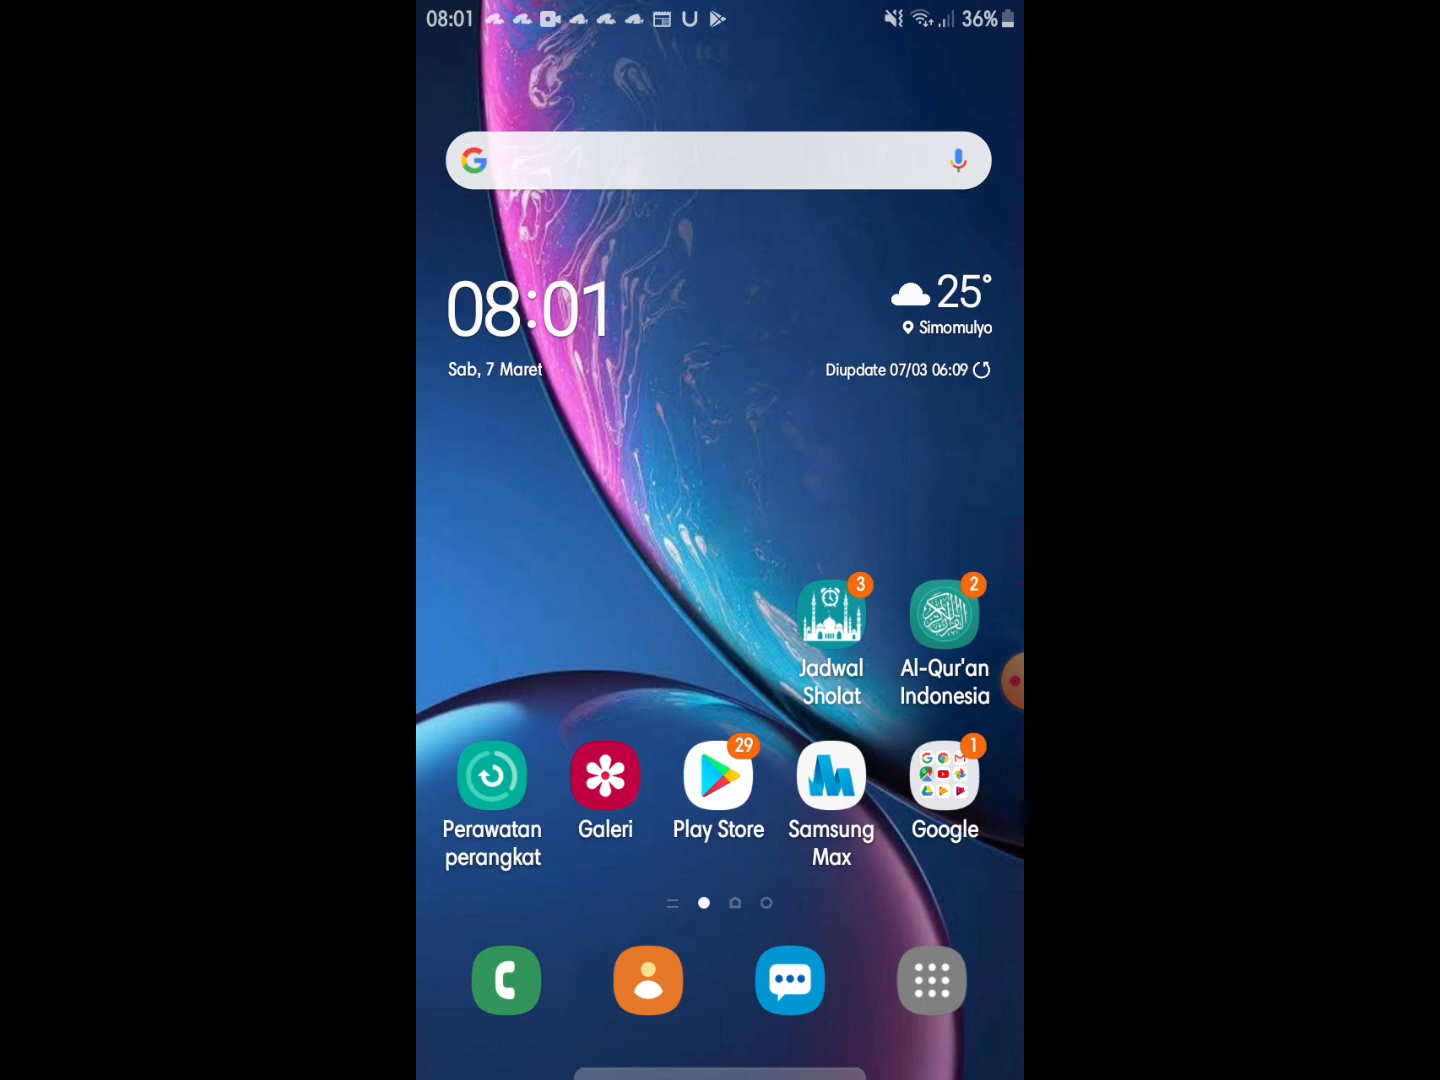 08:01
36%
08:01
25°
Simomulyo
Sab, 7 Maret
Diupdate 07/03 06:09
3
2
Jadwal
Sholat
Al-Qur'an
Indonesia
29
1
Perawatan
perangkat
Galeri
Play Store
Samsung
Max
Google